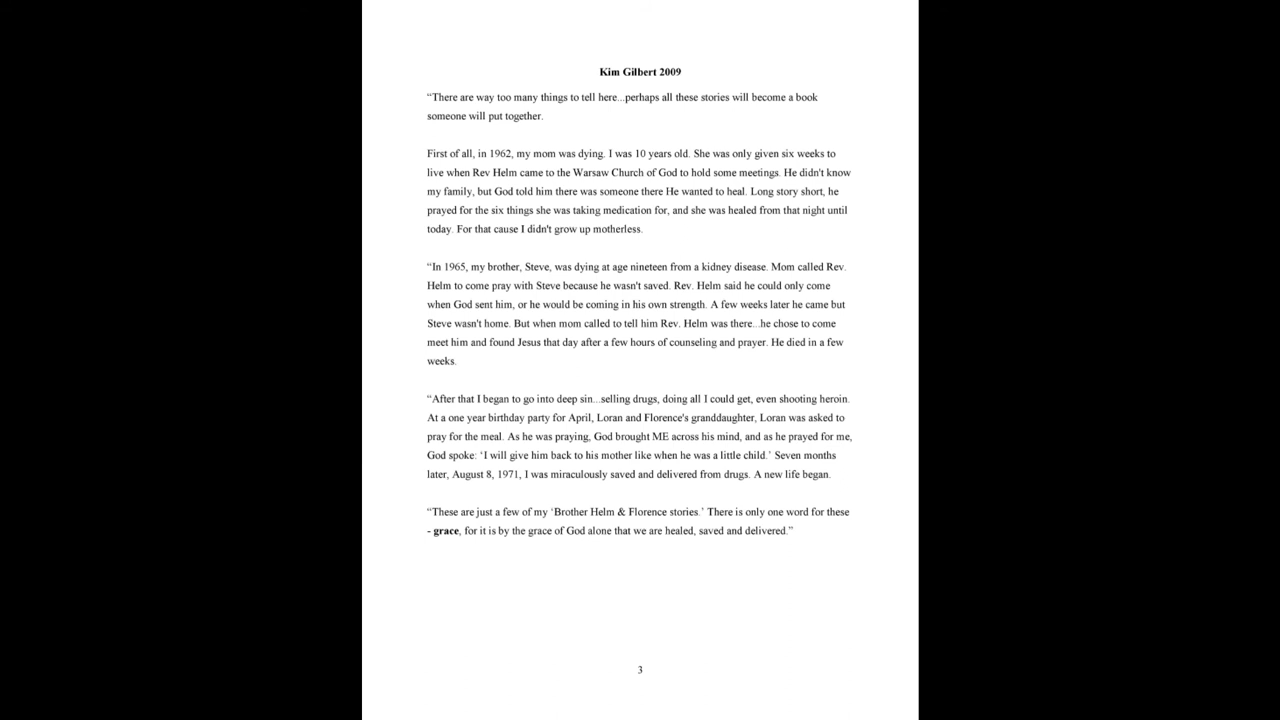 Kim Gilbert 2009
“There are way too many things to tell here...perhaps all these stories will become a book
someone will put together.
First of all, in 1962, my mom was dying. I was 10 years old. She was only given six weeks to
live when Rev Helm came to the Warsaw Church of God to hold some meetings. He didn't know
my family, but God told him there was someone there He wanted to heal. Long story short, he
prayed for the six things she was taking medication for, and she was healed from that night until
today. For that cause I didn't grow up motherless.
“In 1965, my brother, Steve, was dying at age nineteen from a kidney disease. Mom called Rev.
Helm to come pray with Steve because he wasn't saved. Rev. Helm said he could only come
when God sent him, or he would be coming in his own strength. A few weeks later he came but
Steve wasn't home. But when mom called to tell him Rev. Helm was there...he chose to come
meet him and found Jesus that day after a few hours of counseling and prayer. He died in a few
weeks.
“After that I began to go into deep sin...selling drugs, doing all I could get, even shooting heroin.
At a one year birthday party for April, Loran and Florence's granddaughter, Loran was asked to
pray for the meal. As he was praying, God brought ME across his mind, and as he prayed for me,
God spoke: ‘I will give him back to his mother like when he was a little child.’ Seven months
later, August 8, 1971, I was miraculously saved and delivered from drugs. A new life began.
“These are just a few of my ‘Brother Helm & Florence stories.’ There is only one word for these
- grace, for it is by the grace of God alone that we are healed, saved and delivered.”
3